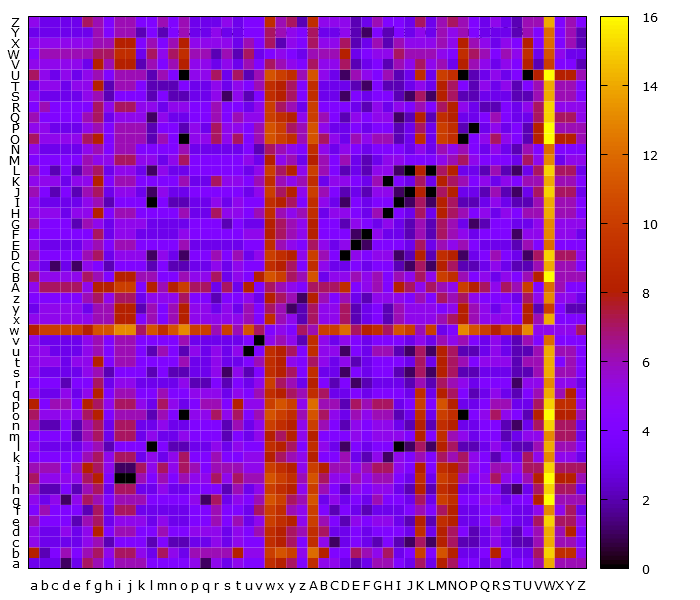 Z
Y
X
W
V
U
T
S
R
Q
P
O
N
M
L
K
J
I
H
G
F
E
D
C
B
A
z
y
x
w
v
u
t
s
r
q
p
o
n
m
l
k
j
i
h
g
f
e
d
c
b
a
a b c d e f g h i j k l m n o p q r s t u v w x y z A B C D E F G H I J K L M N O P Q R S T U V W X Y Z
16
14
12
10
8
6
4
2
0